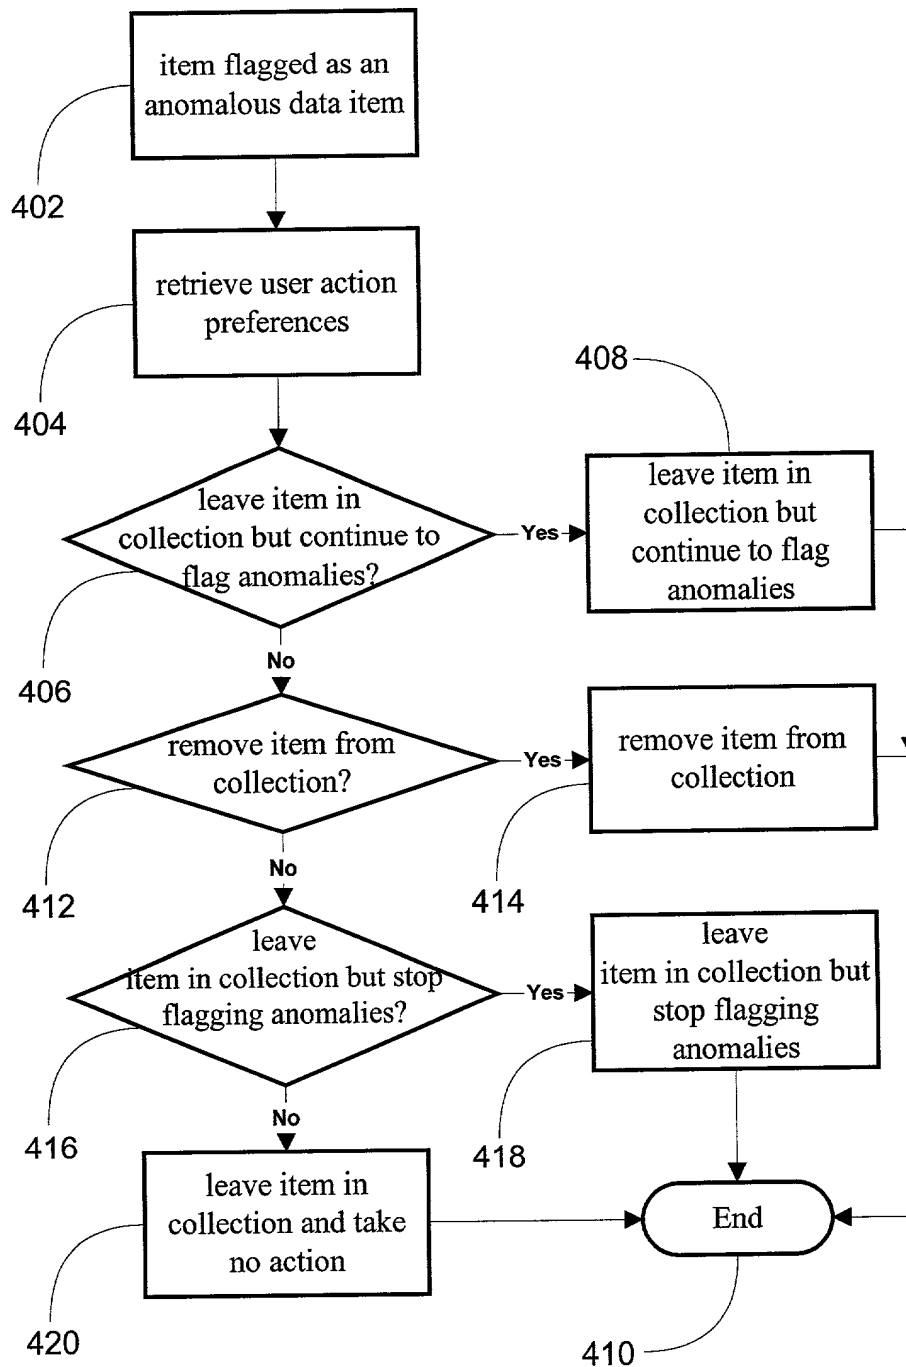 item flagged as an
anomalous data item
402
retrieve user action
preferences
404
408
leave item in
collection but continue to
flag anomalies?
Yes
leave item in
collection but
continue to flag
anomalies
406
No
remove item from
collection?
Yes
remove item from
collection
412
414
No
leave
item in collection but stop
flagging anomalies?
Yes
leave
item in collection but
stop flagging
anomalies
416
418
No
leave item in
collection and take
no action
End
420
410